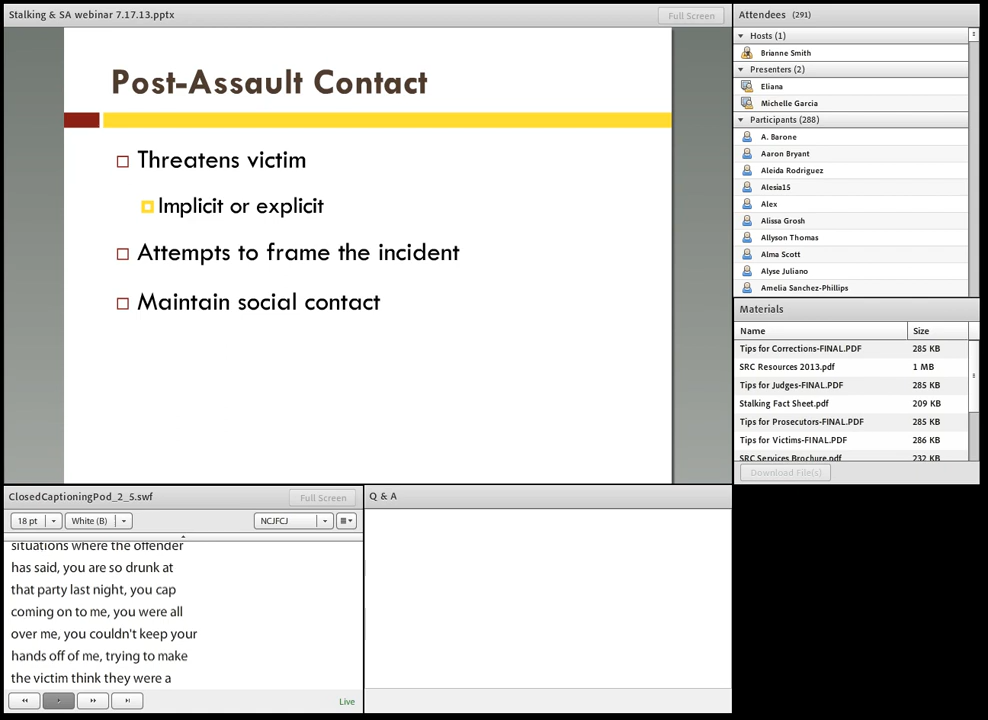 Stalking & SA webinar 7.17.13.pptx
Full Screen
Post-Assault Contact
Threatens victim
Implicit or explicit
Attempts to frame the incident
Maintain social contact
Attendees (291)
Hosts (1)
Brianne Smith
Presenters (2)
Eliana
Michelle Garcia
Participants (288)
A. Barone
Aaron Bryant
Aleida Rodriguez
Alesia15
Alex
Alissa Grosh
Allyson Thomas
Alma Scott
Alyse Juliano
Amelia Sanchez-Phillips
Materials
Name Size
Tips for Corrections-FINAL.PDF 285 KB
SRC Resources 2013.pdf 1 MB
Tips for Judges-FINAL.PDF 285 KB
Stalking Fact Sheet.pdf 209 KB
Tips for Prosecutors-FINAL.PDF 285 KB
Tips for Victims-FINAL.PDF 286 KB
SRC Services Brochure.pdf 232 KB
Download File(s)
ClosedCaptioningPod_2_5.swf
Full Screen
18 pt White (B) NCJFCJ
situations where the offender
has said, you are so drunk at
that party last night, you cap
coming on to me, you were all
over me, you couldn't keep your
hands off of me, trying to make
the victim think they were a
Live
Q & A